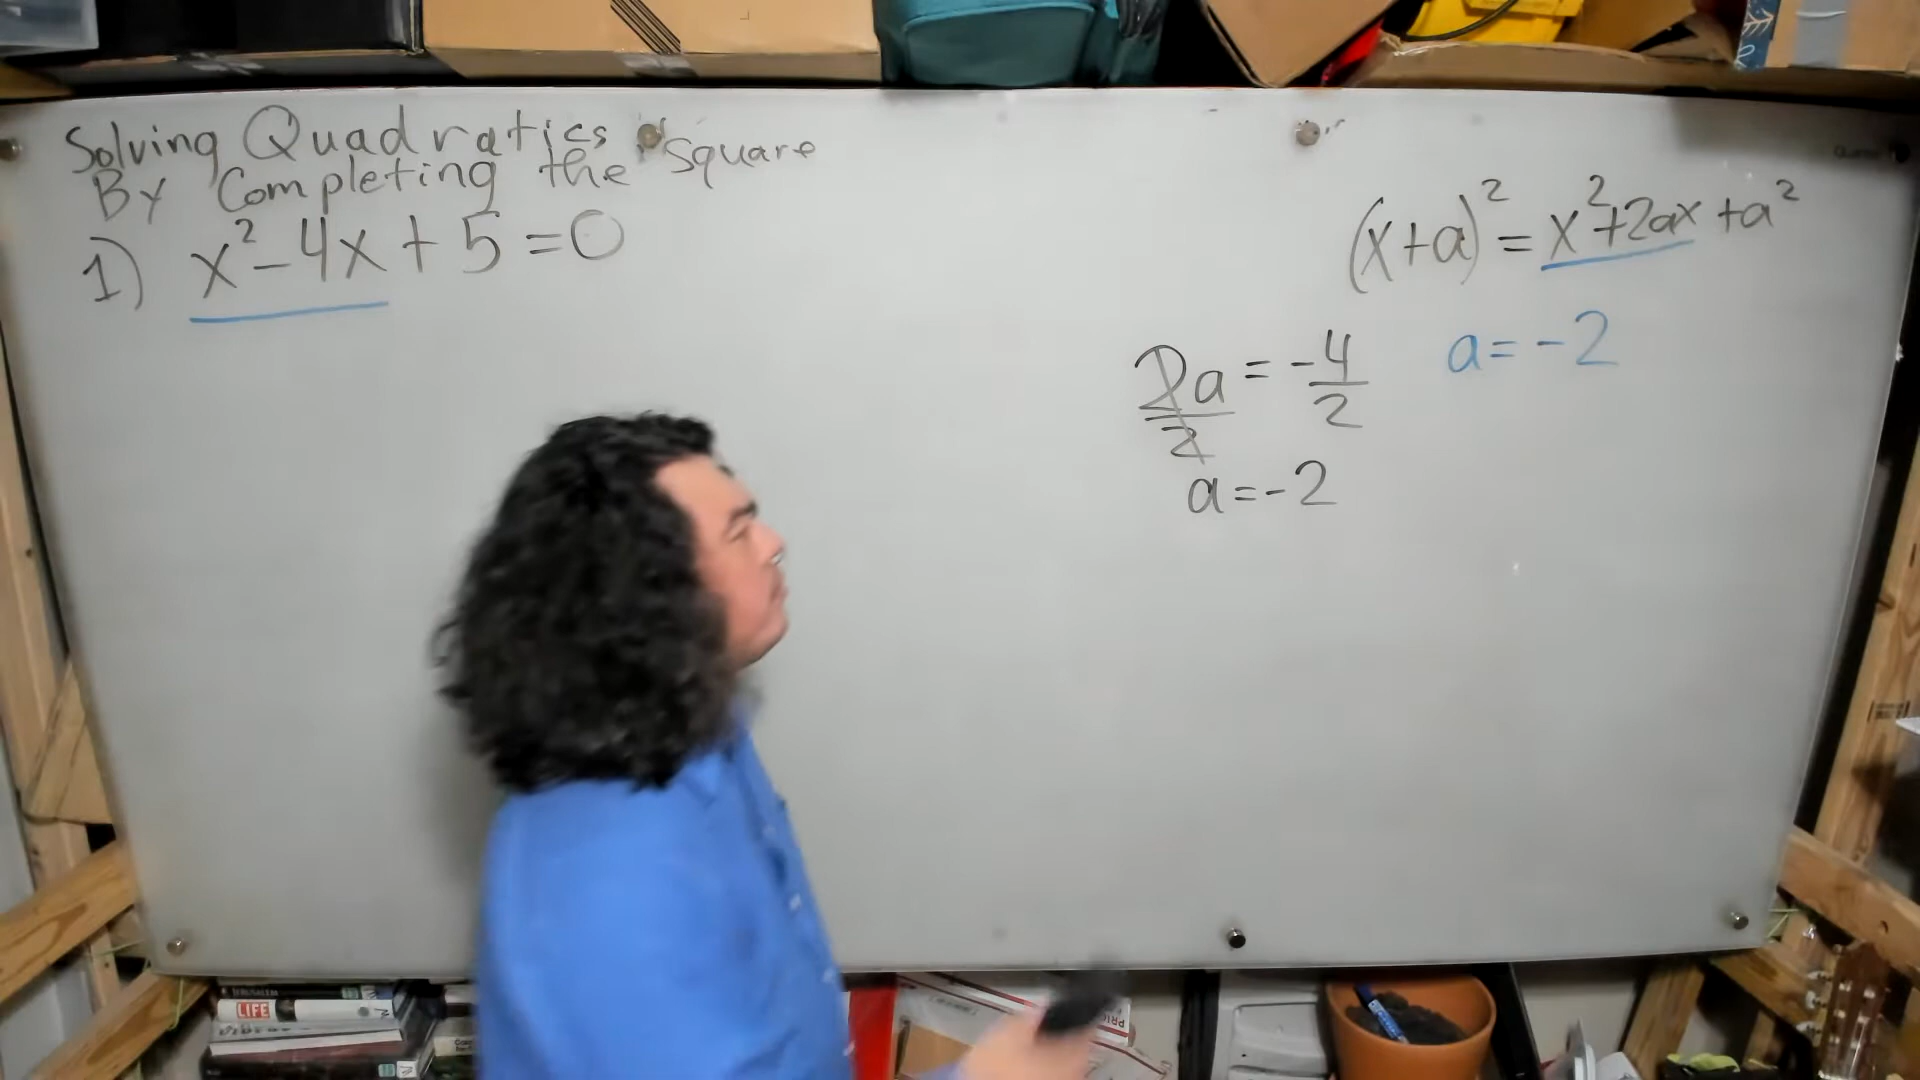 Solving Quadratics
By Completing the Square
1) x²-4x+5=0
(x+a)²=x²+2ax+a²
2a/2 = -4/2
a=-2
a=-2
JERUSALEM
LIFE